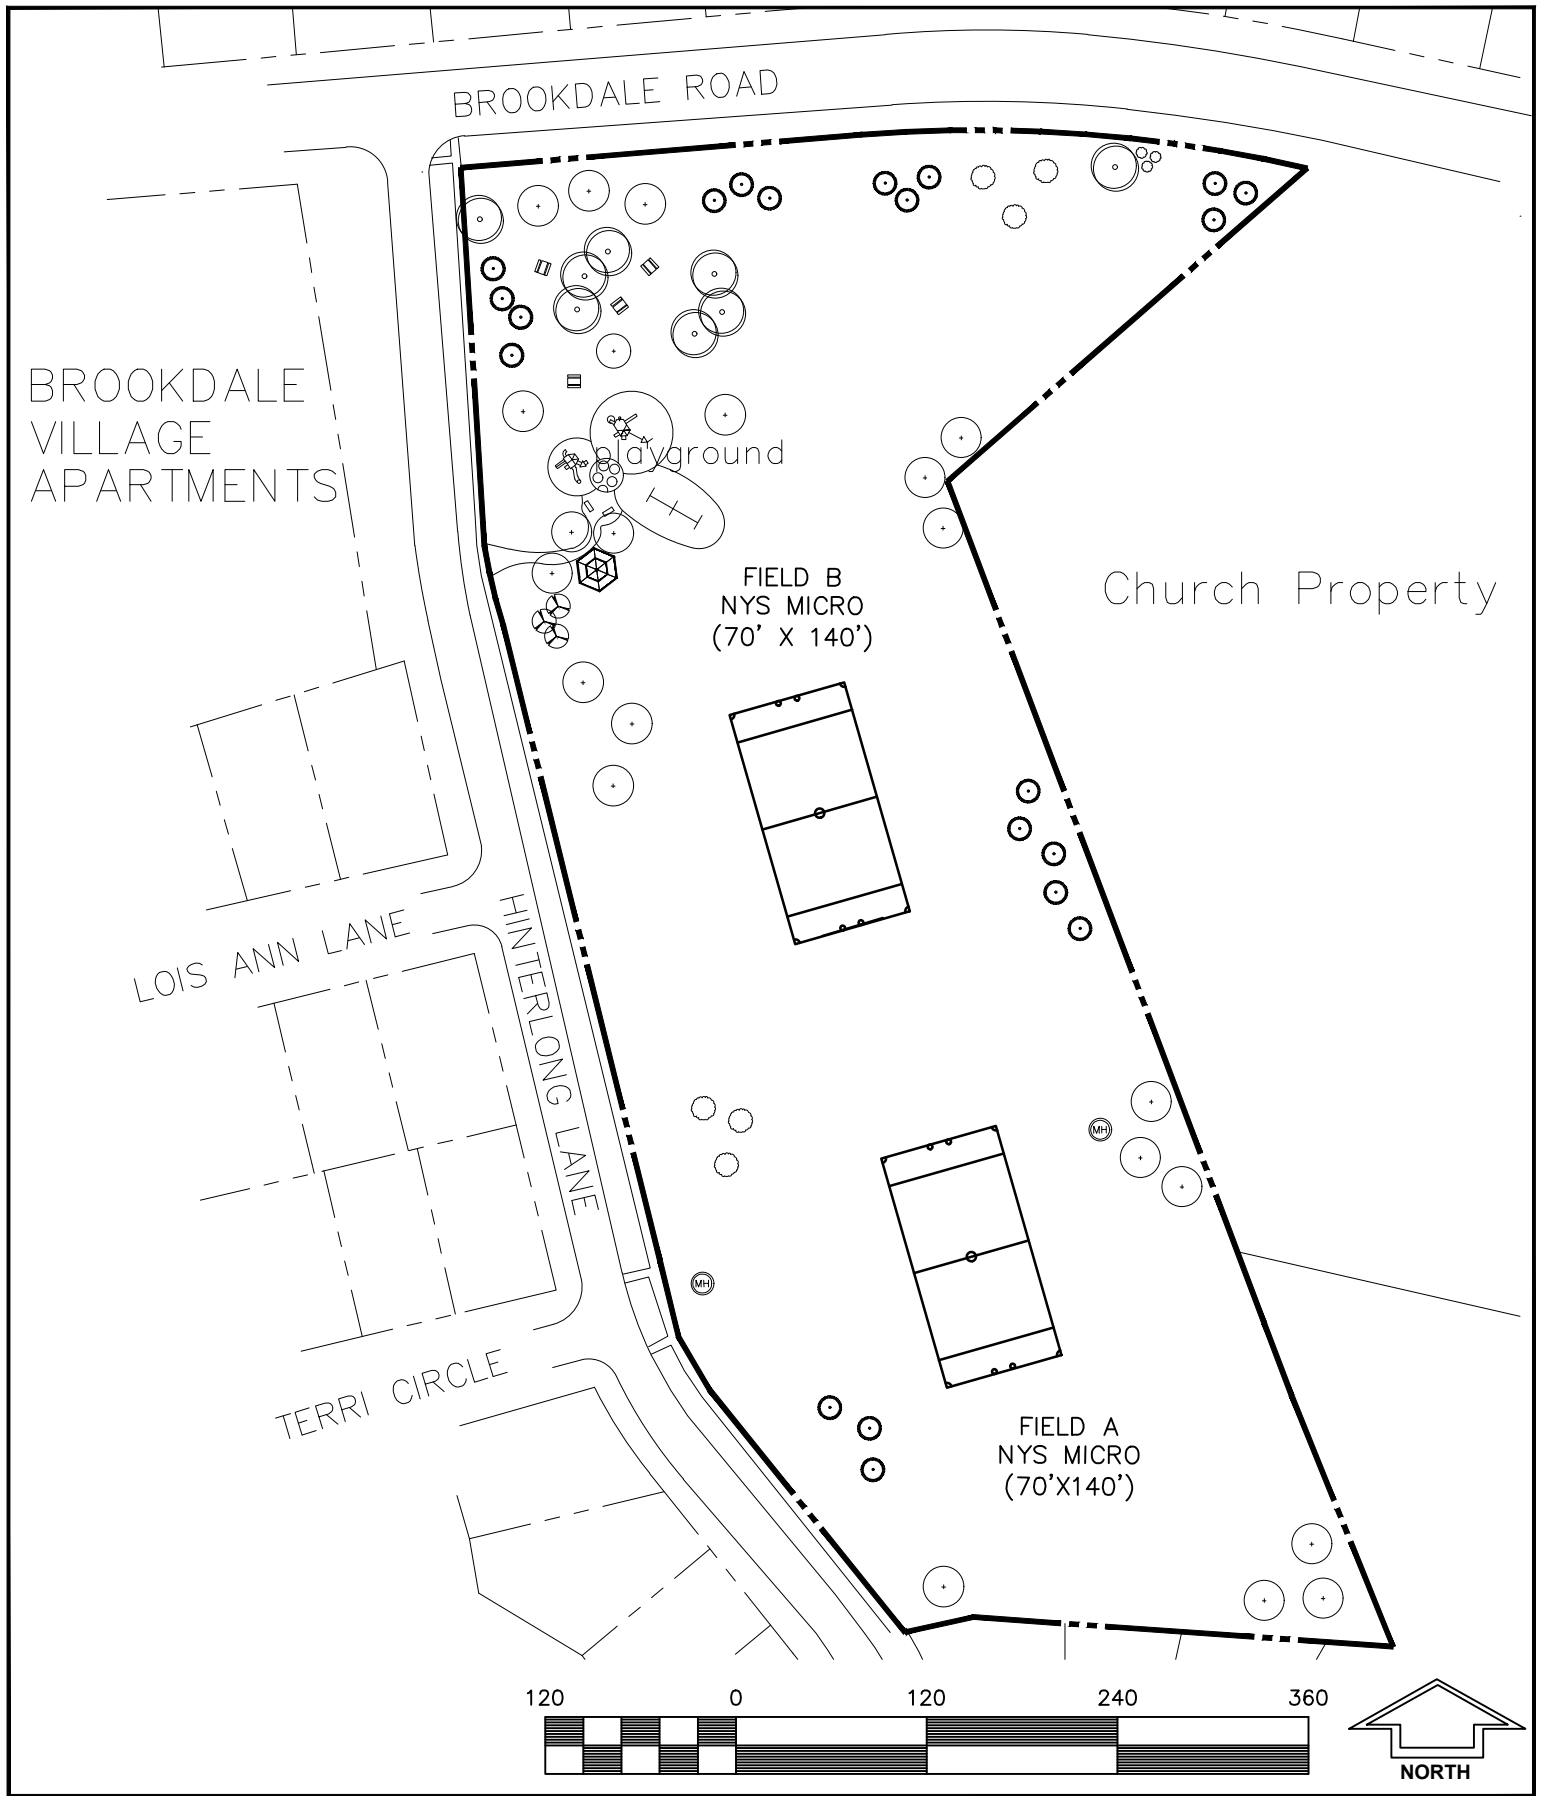 BROOKDALE ROAD
BROOKDALE
VILLAGE
APARTMENTS
playground
FIELD B
NYS MICRO
(70' X 140')
Church Property
LOIS ANN LANE
HINTERLONG LANE
MH
MH
TERRI CIRCLE
FIELD A
NYS MICRO
(70'X140')
120 0 120 240 360
NORTH